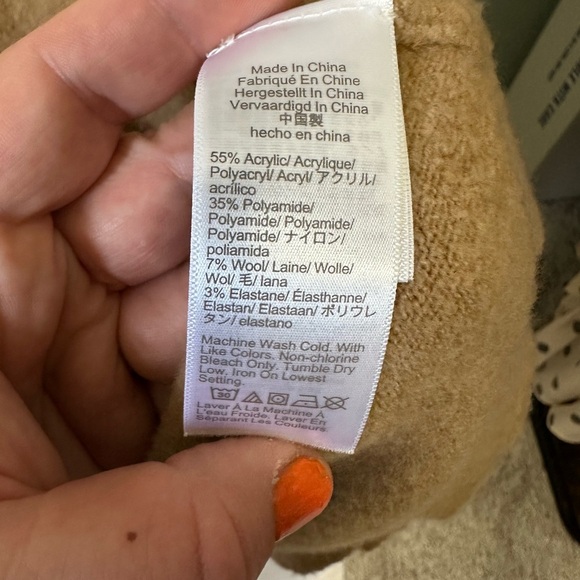 Made In China
Fabriqué En Chine
Hergestellt In China
Vervaardigd In China
中国製
hecho en china
55% Acrylic/ Acrylique/
Polyacryl/ Acryl/ アクリル/
acrílico
35% Polyamide/
Polyamide/ Polyamide/
Polyamide/ ナイロン/
poliamida
7% Wool/ Laine/ Wolle/
Wol/ 毛/ lana
3% Elastane/ Élasthanne/
Elastan/ Elastaan/ ポリウレ
タン/ elastano
Machine Wash Cold. With
Like Colors. Non-chlorine
Bleach Only. Tumble Dry
Low. Iron On Lowest
Setting.
30
Laver À La Machine À
L'eau Froide. Laver En
Séparant Les Couleurs.